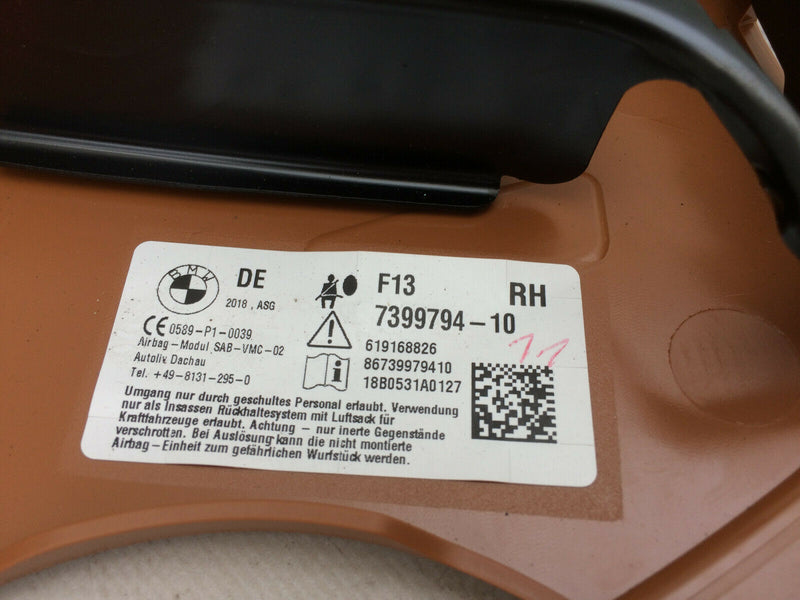 BMW
DE
2018, ASG
CE 0589-P1-0039
Airbag-Modul SAB-VMC-02
Autoliv Dachau
Tel. +49-8131-295-0
F13
RH
7399794-10
619168826
86739979410
18B0531A0127
11
Umgang nur durch geschultes Personal erlaubt. Verwendung
nur als Insassen Rückhaltesystem mit Luftsack für
Kraftfahrzeuge erlaubt. Achtung - nur inerte Gegenstände
verschrotten. Bei Auslösung kann die nicht montierte
Airbag-Einheit zum gefährlichen Wurfstück werden.